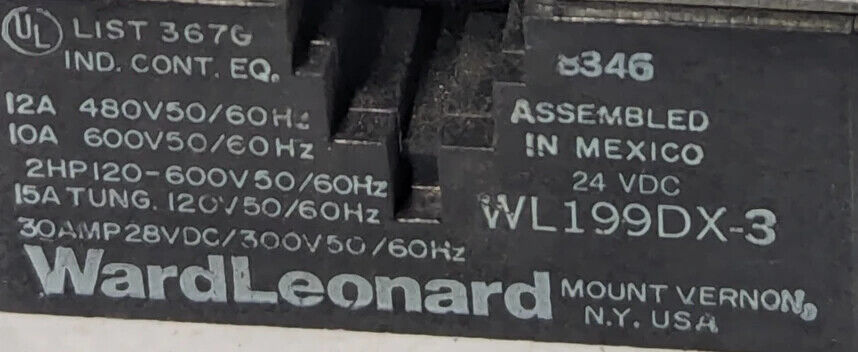 UL LIST 367G
IND. CONT. EQ.
12A 480V50/60Hz
10A 600V50/60Hz
2HP120-600V50/60Hz
15A TUNG. 120V50/60Hz
30AMP28VDC/300V50/60Hz
8346
ASSEMBLED
IN MEXICO
24 VDC
WL199DX-3
WardLeonard MOUNT VERNON,
N.Y. USA